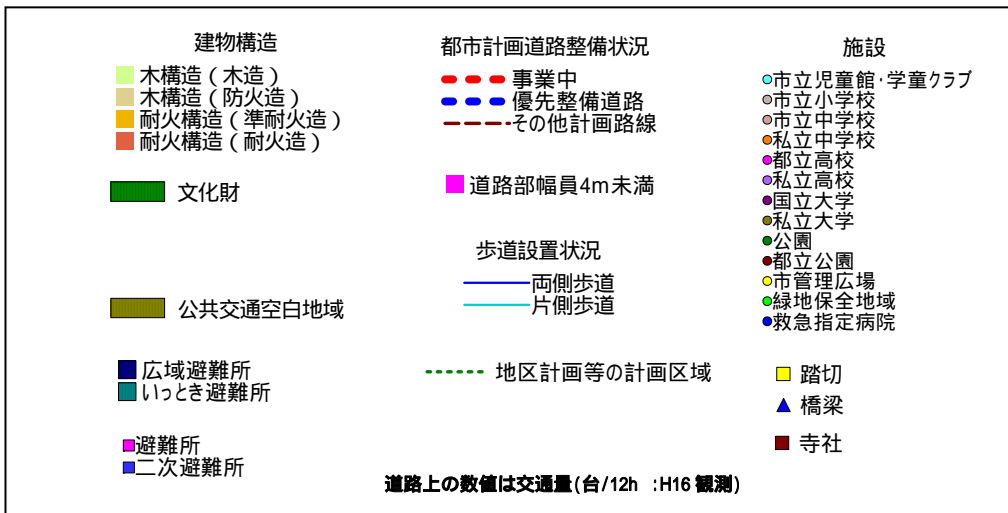 建物構造
木構造（木造）
木構造（防火造）
耐火構造（準耐火造）
耐火構造（耐火造）
文化財
公共交通空白地域
広域避難所
いっとき避難所
避難所
二次避難所
都市計画道路整備状況
事業中
優先整備道路
その他計画路線
道路部幅員4m未満
歩道設置状況
両側歩道
片側歩道
地区計画等の計画区域
施設
市立児童館・学童クラブ
市立小学校
市立中学校
私立中学校
都立高校
私立高校
国立大学
私立大学
公園
都立公園
市管理広場
緑地保全地域
救急指定病院
踏切
橋梁
寺社
道路上の数値は交通量(台/12h :H16 観測)